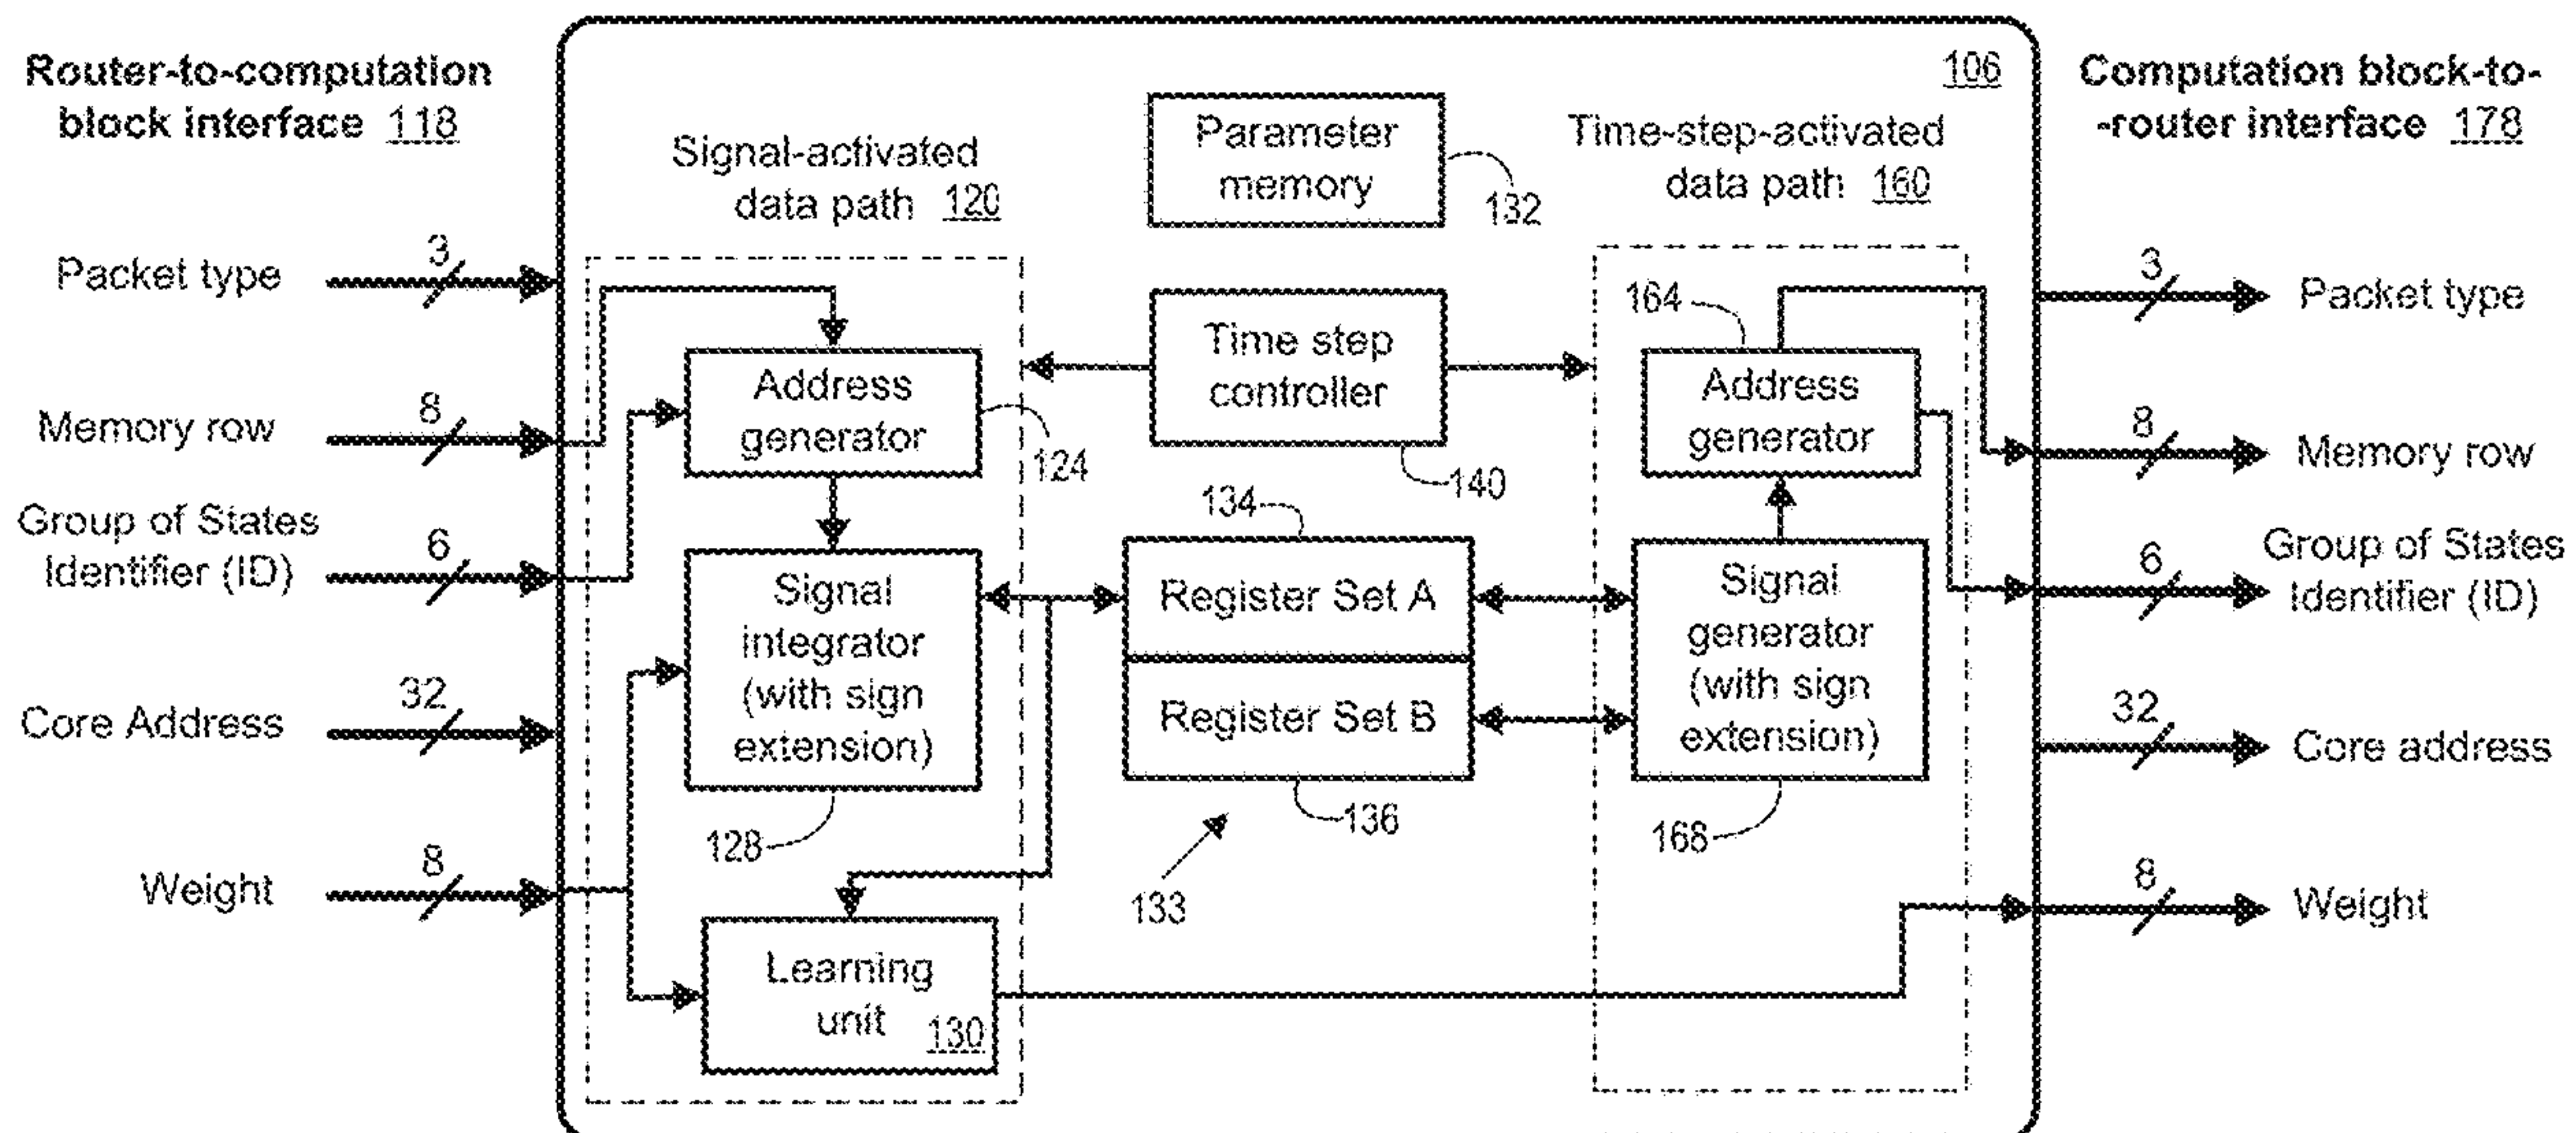 Router-to-computation
block interface 118
Packet type
3
Memory row
8
Group of States
Identifier (ID)
6
Core Address
32
Weight
8
106
Signal-activated
data path 120
Address
generator
124
Signal
integrator
(with sign
extension)
128
Learning
unit
130
Parameter
memory
132
Time step
controller
140
134
Register Set A
Register Set B
136
133
Time-step-activated
data path 160
164
Address
generator
Signal
generator
(with sign
extension)
168
Computation block-to-
-router interface 178
3
Packet type
8
Memory row
6
Group of States
Identifier (ID)
32
Core address
8
Weight